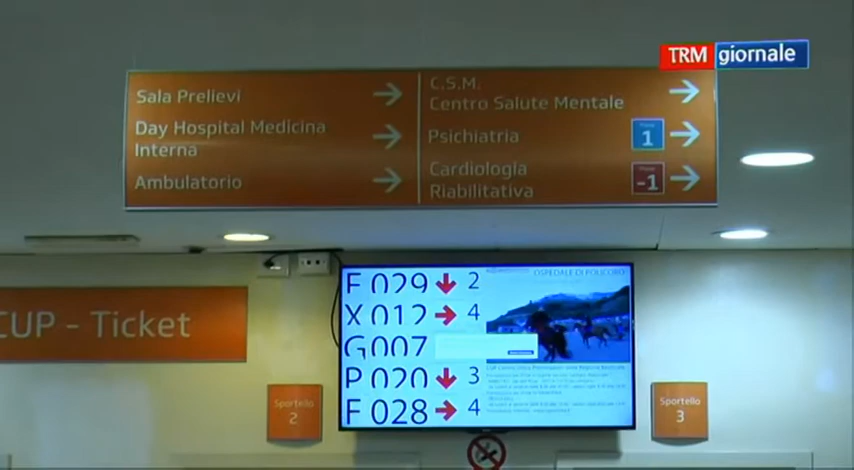 TRM giornale
Sala Prelievi
Day Hospital Medicina
Interna
Ambulatorio
C.S.M.
Centro Salute Mentale
Psichiatria
1
Cardiologia
Riabilitativa
-1
CUP - Ticket
F 029 2
X 012 4
G 007
P 020 3
F 028 4
OSPEDALE DI POLICORO
Sportello
2
Sportello
3